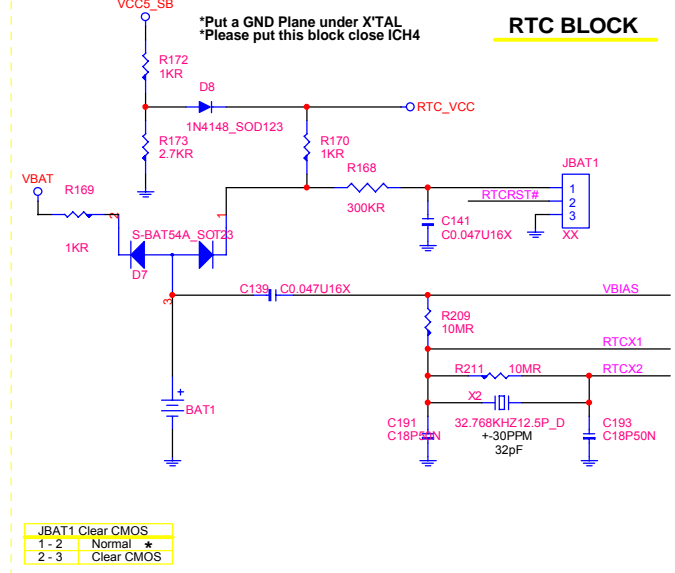 VCC5_SB
*Put a GND Plane under X'TAL
*Please put this block close ICH4
RTC BLOCK
R172
1KR
D8
1N4148_SOD123
RTC_VCC
R173
2.7KR
R170
1KR
VBAT
R169
1KR
R168
300KR
JBAT1
1
2
3
XX
RTCRST#
C141
C0.047U16X
2
1
S-BAT54A_SOT23
D7
3
C139
C0.047U16X
VBIAS
R209
10MR
RTCX1
R211
10MR
RTCX2
X2
BAT1
+
C191
C18P50N
32.768KHZ12.5P_D
+-30PPM
32pF
C193
C18P50N
JBAT1 Clear CMOS
1 - 2 Normal *
2 - 3 Clear CMOS